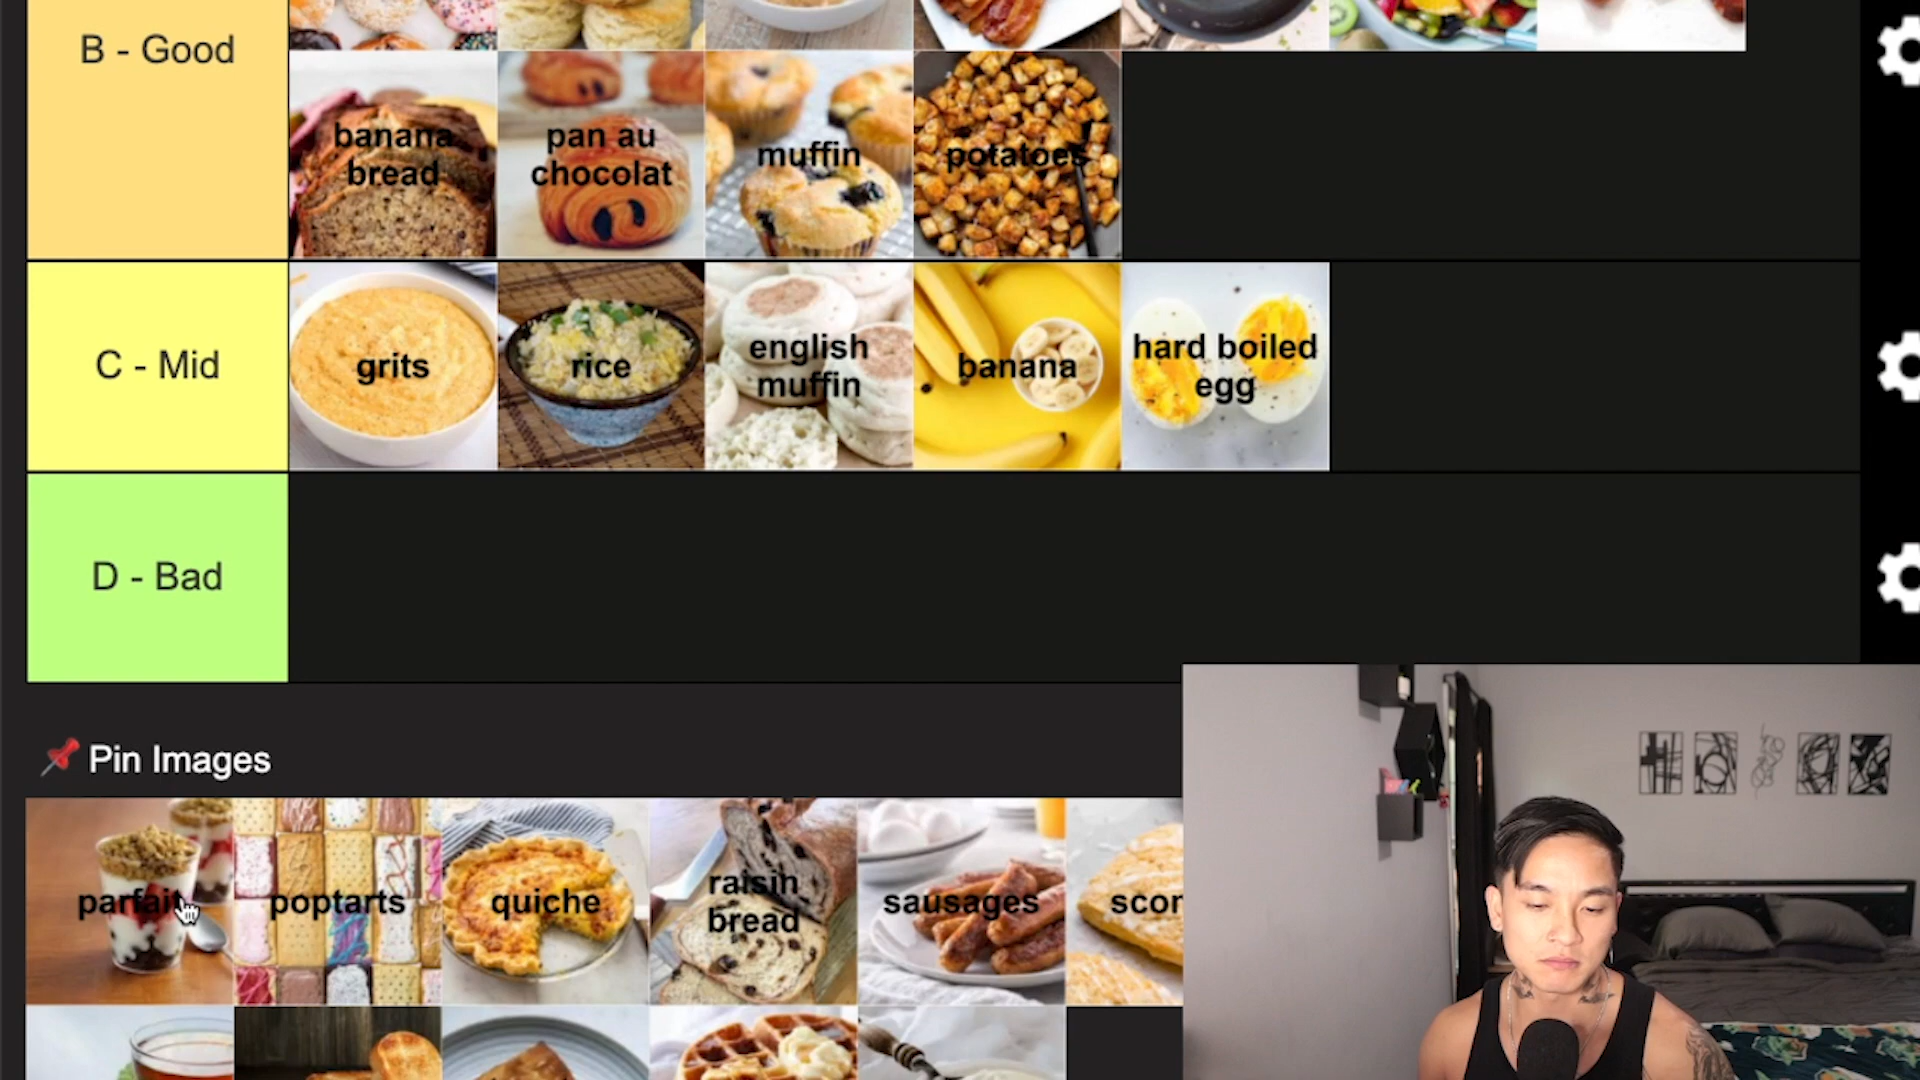 B - Good
banana
bread
pan au
chocolat
muffin
potatoes
C - Mid
grits
rice
english
muffin
banana
hard boiled
egg
D - Bad
Pin Images
parfait
poptarts
quiche
raisin
bread
sausages
scor